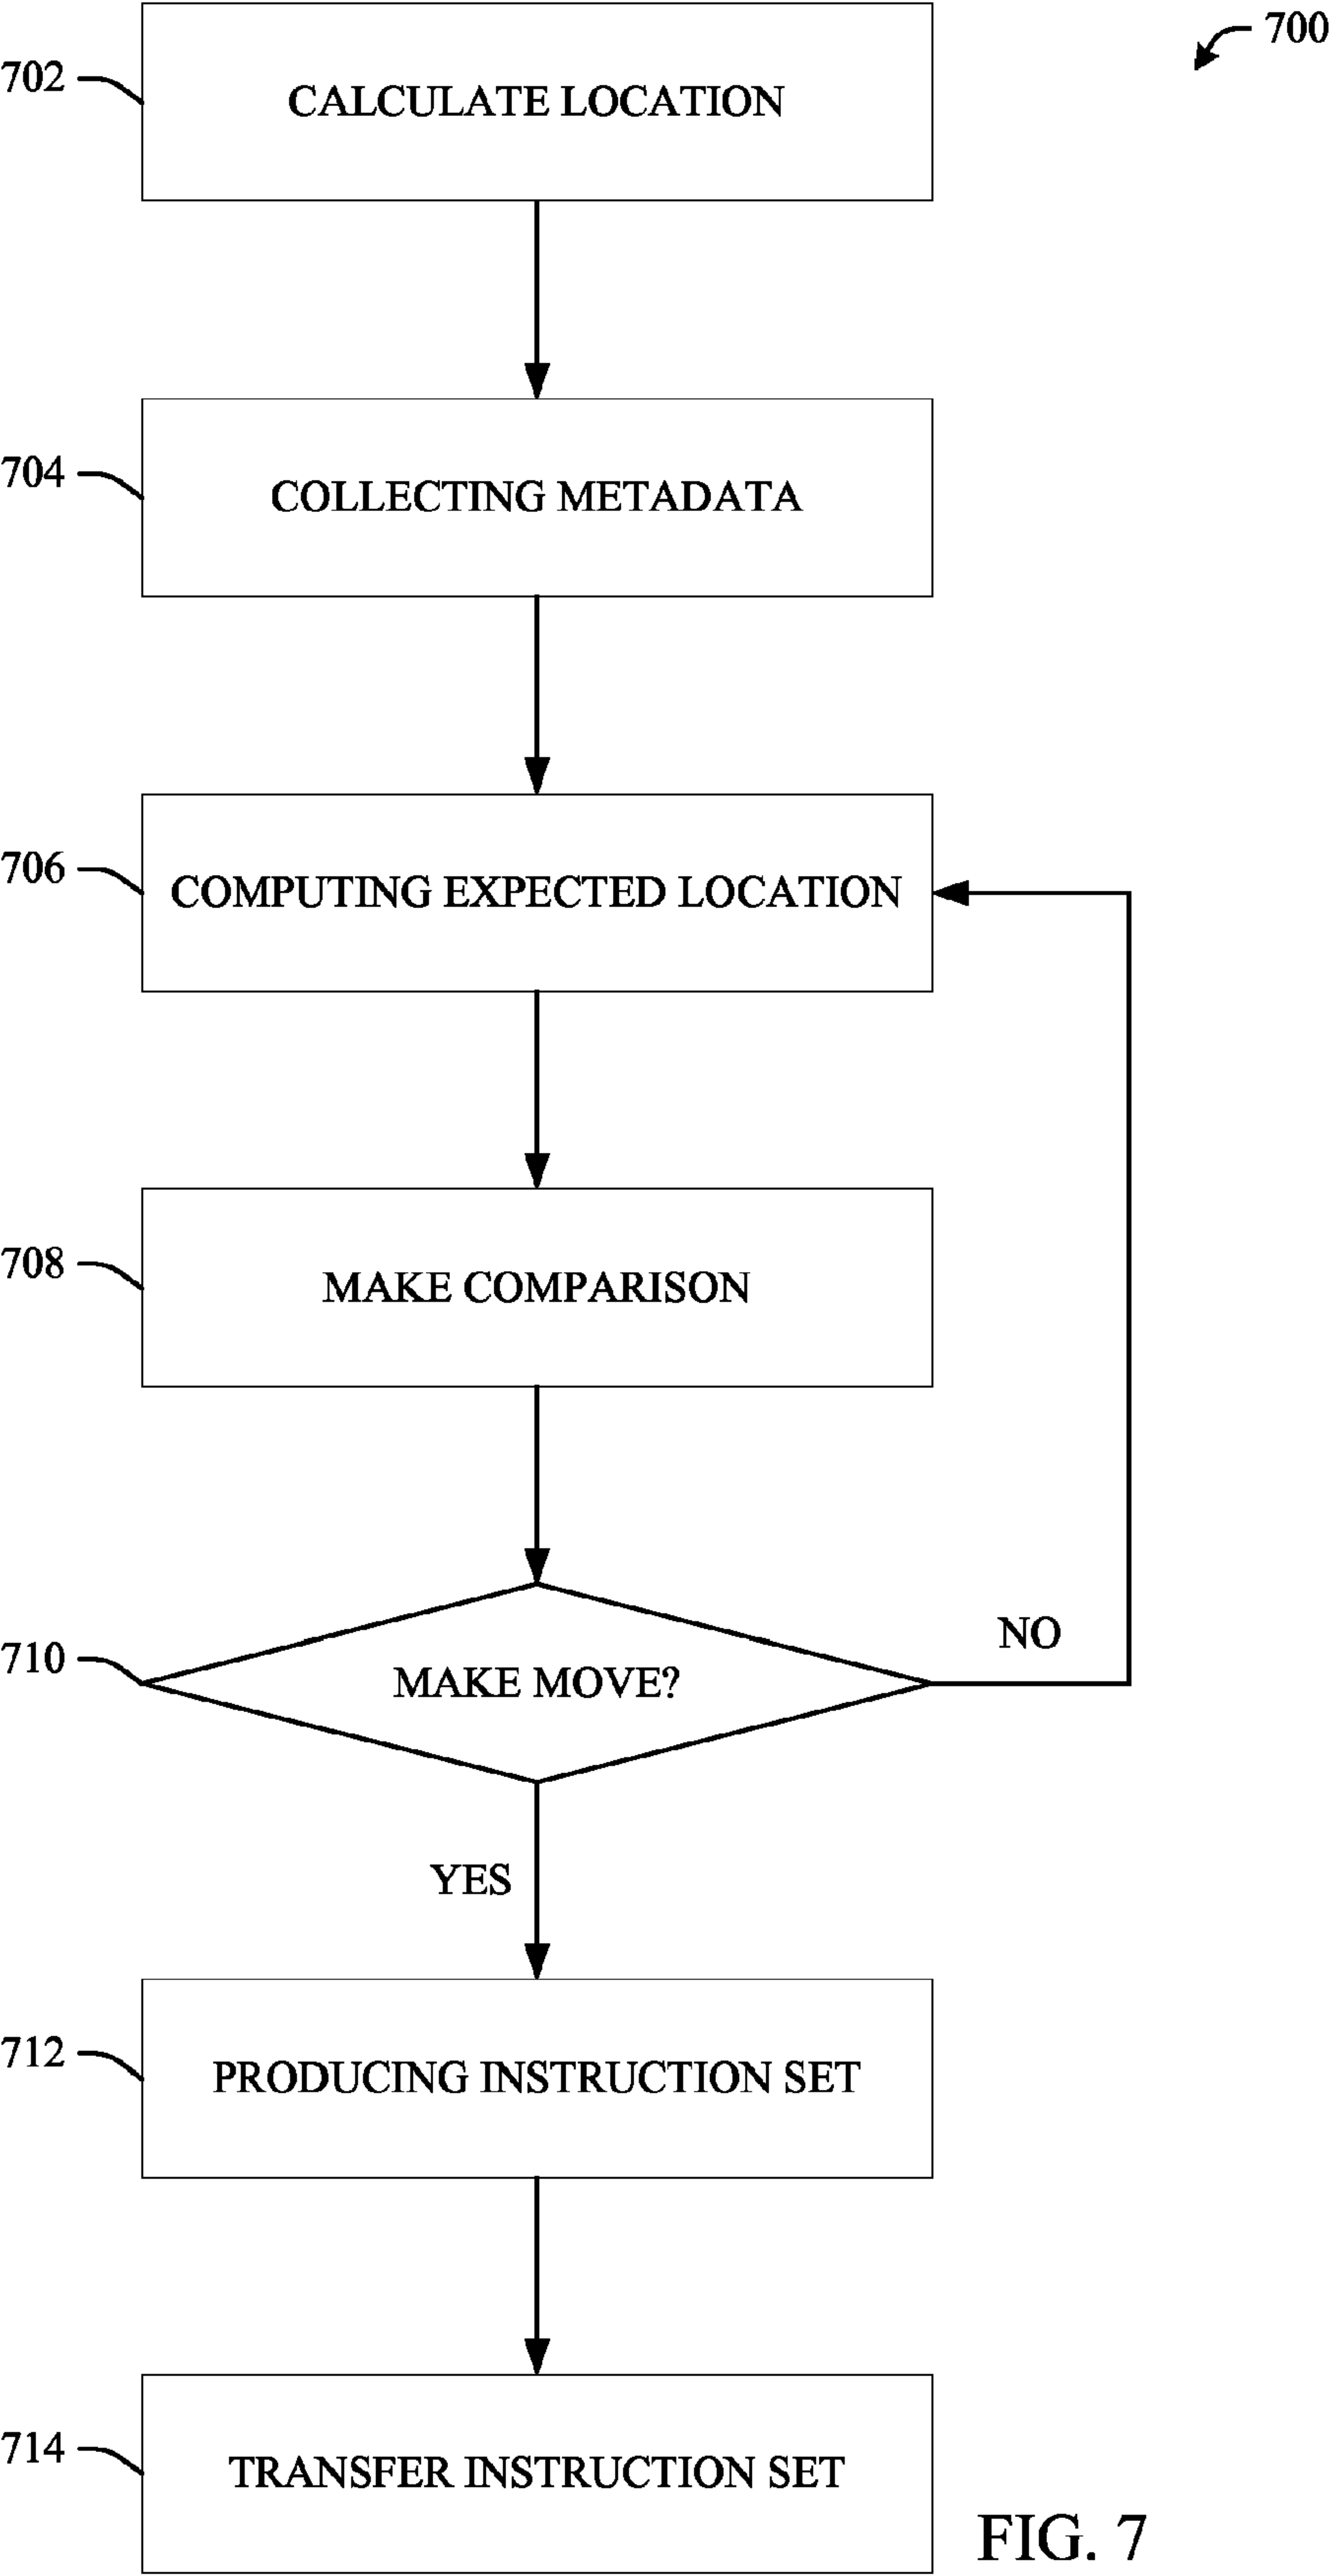 700
702
CALCULATE LOCATION
704
COLLECTING METADATA
706
COMPUTING EXPECTED LOCATION
708
MAKE COMPARISON
710
MAKE MOVE?
NO
YES
712
PRODUCING INSTRUCTION SET
714
TRANSFER INSTRUCTION SET
FIG. 7